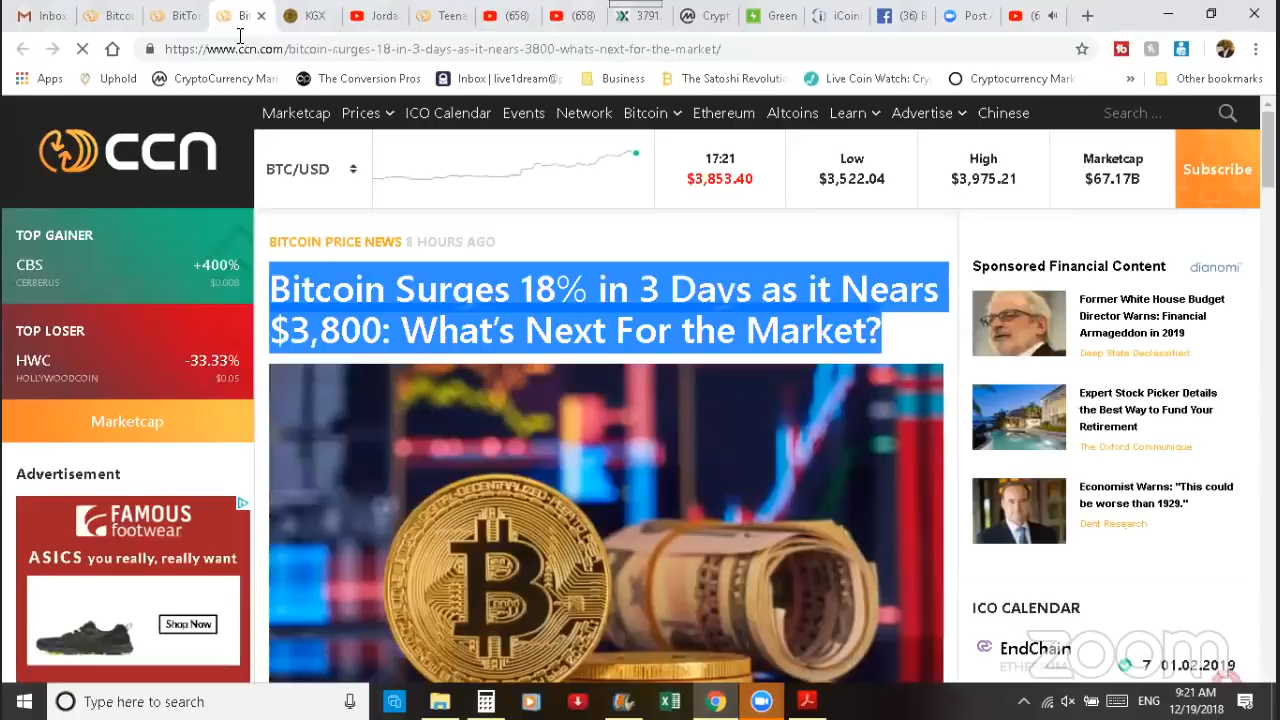 Inbox
Bitcoi
BitTor
Bit
KGX
Jorda
Teena
(658)
(658)
3791.
Crypt
Green
iCoin
(36) B
Post
(6
https://www.ccn.com/bitcoin-surges-18-in-3-days-as-it-nears-3800-whats-next-for-the-market/
Apps
Uphold
CryptoCurrency Mark
The Conversion Pros
Inbox | live1dream@
Business
The Satoshi Revolutio
Live Coin Watch: Cry
Cryptocurrency Mark
»
Other bookmarks
Marketcap Prices ICO Calendar Events Network Bitcoin Ethereum Altcoins Learn Advertise Chinese
Search ...
ccn
BTC/USD
17:21
$3,853.40
Low
$3,522.04
High
$3,975.21
Marketcap
$67.17B
Subscribe
TOP GAINER
CBS +400%
CERBERUS $0.008
TOP LOSER
HWC -33.33%
HOLLYWOODCOIN $0.05
Marketcap
Advertisement
FAMOUS
footwear
ASICS you really, really want
Shop Now
BITCOIN PRICE NEWS 8 HOURS AGO
Bitcoin Surges 18% in 3 Days as it Nears
$3,800: What’s Next For the Market?
Sponsored Financial Content
dianomi
Former White House Budget
Director Warns: Financial
Armageddon in 2019
Deep State Declassified
Expert Stock Picker Details
the Best Way to Fund Your
Retirement
The Oxford Communique
Economist Warns: "This could
be worse than 1929."
Dent Research
ICO CALENDAR
EndChain
ETHEREUM
7 01.02.2019
zoom
Type here to search
ENG
9:21 AM
12/19/2018